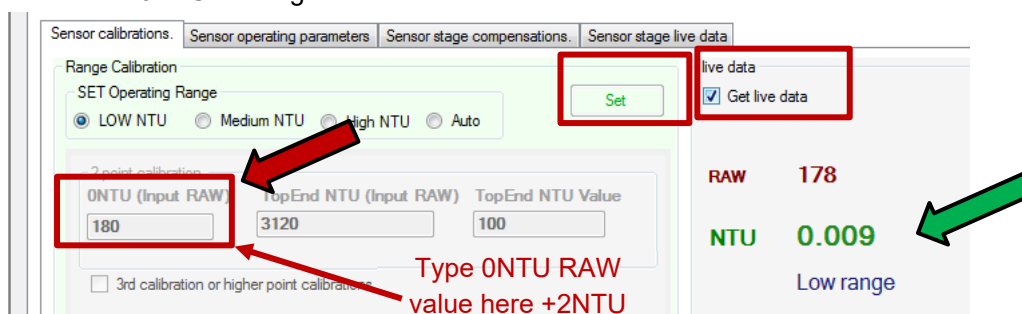 Sensor calibrations. Sensor operating parameters Sensor stage compensations. Sensor stage live data
Range Calibration
SET Operating Range
LOW NTU Medium NTU High NTU Auto
Set
live data
Get live data
2 point calibration
0NTU (Input RAW) TopEnd NTU (Input RAW) TopEnd NTU Value
180 3120 100
3rd calibration or higher point calibrations
Type 0NTU RAW
value here +2NTU
RAW 178
NTU 0.009
Low range